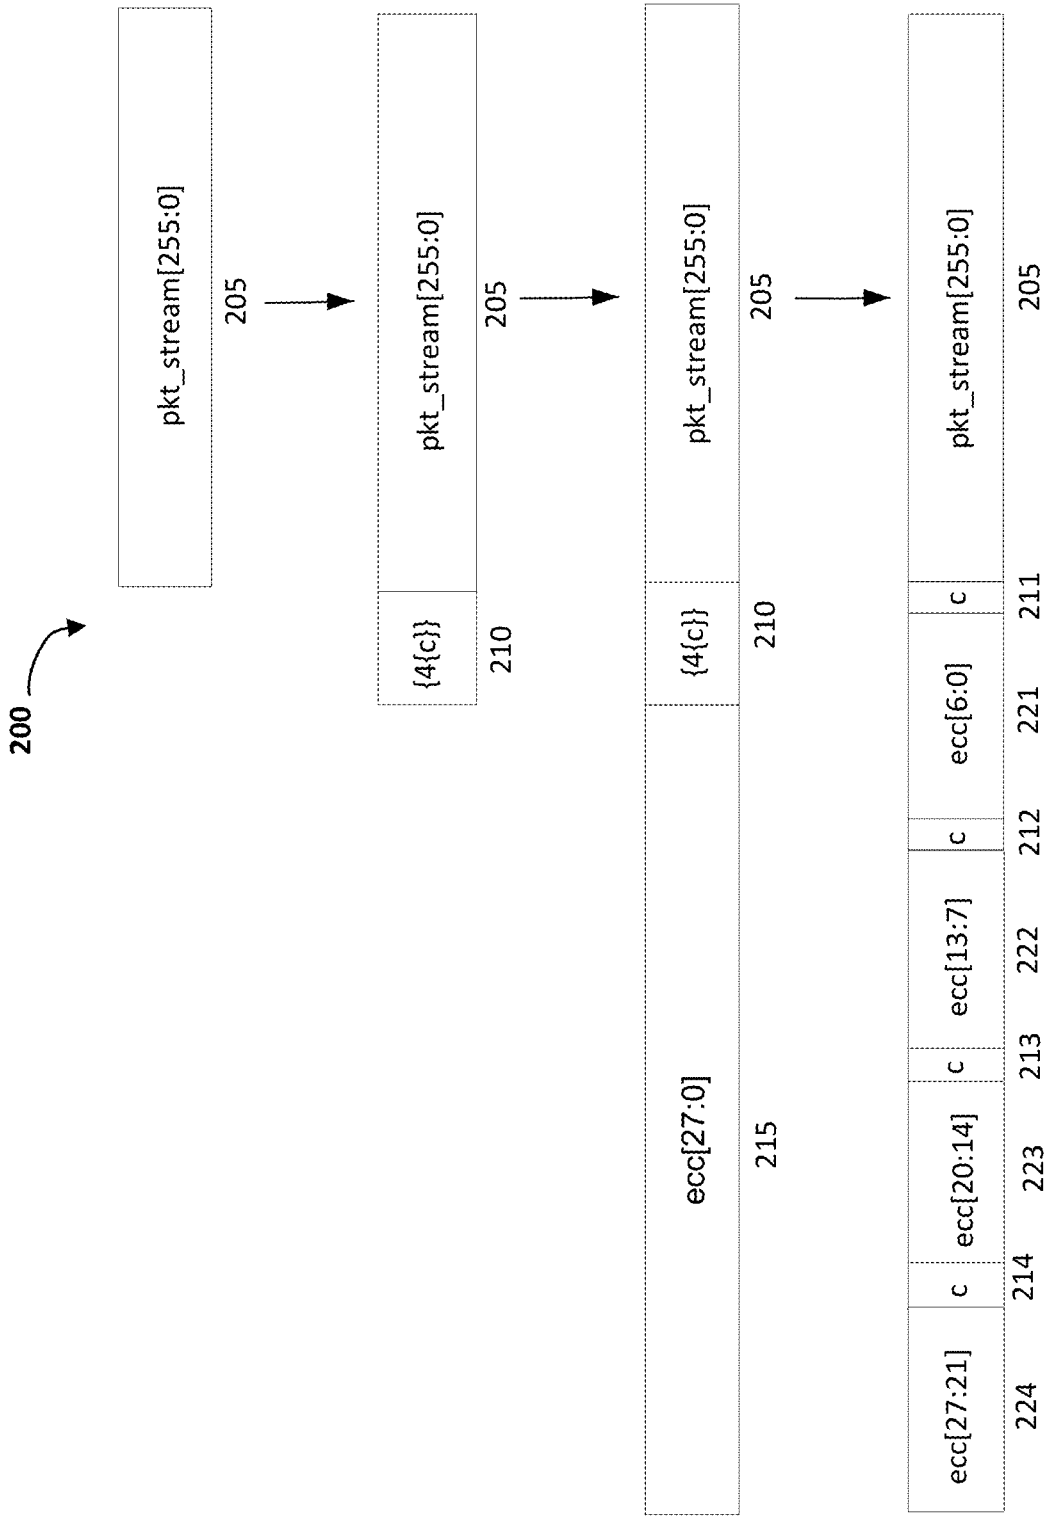 200
pkt_stream[255:0]
205
{4{c}} pkt_stream[255:0]
210 205
ecc[27:0] {4{c}} pkt_stream[255:0]
215 210 205
ecc[27:21] c ecc[20:14] c ecc[13:7] c ecc[6:0] c pkt_stream[255:0]
224 214 223 213 222 212 221 211 205